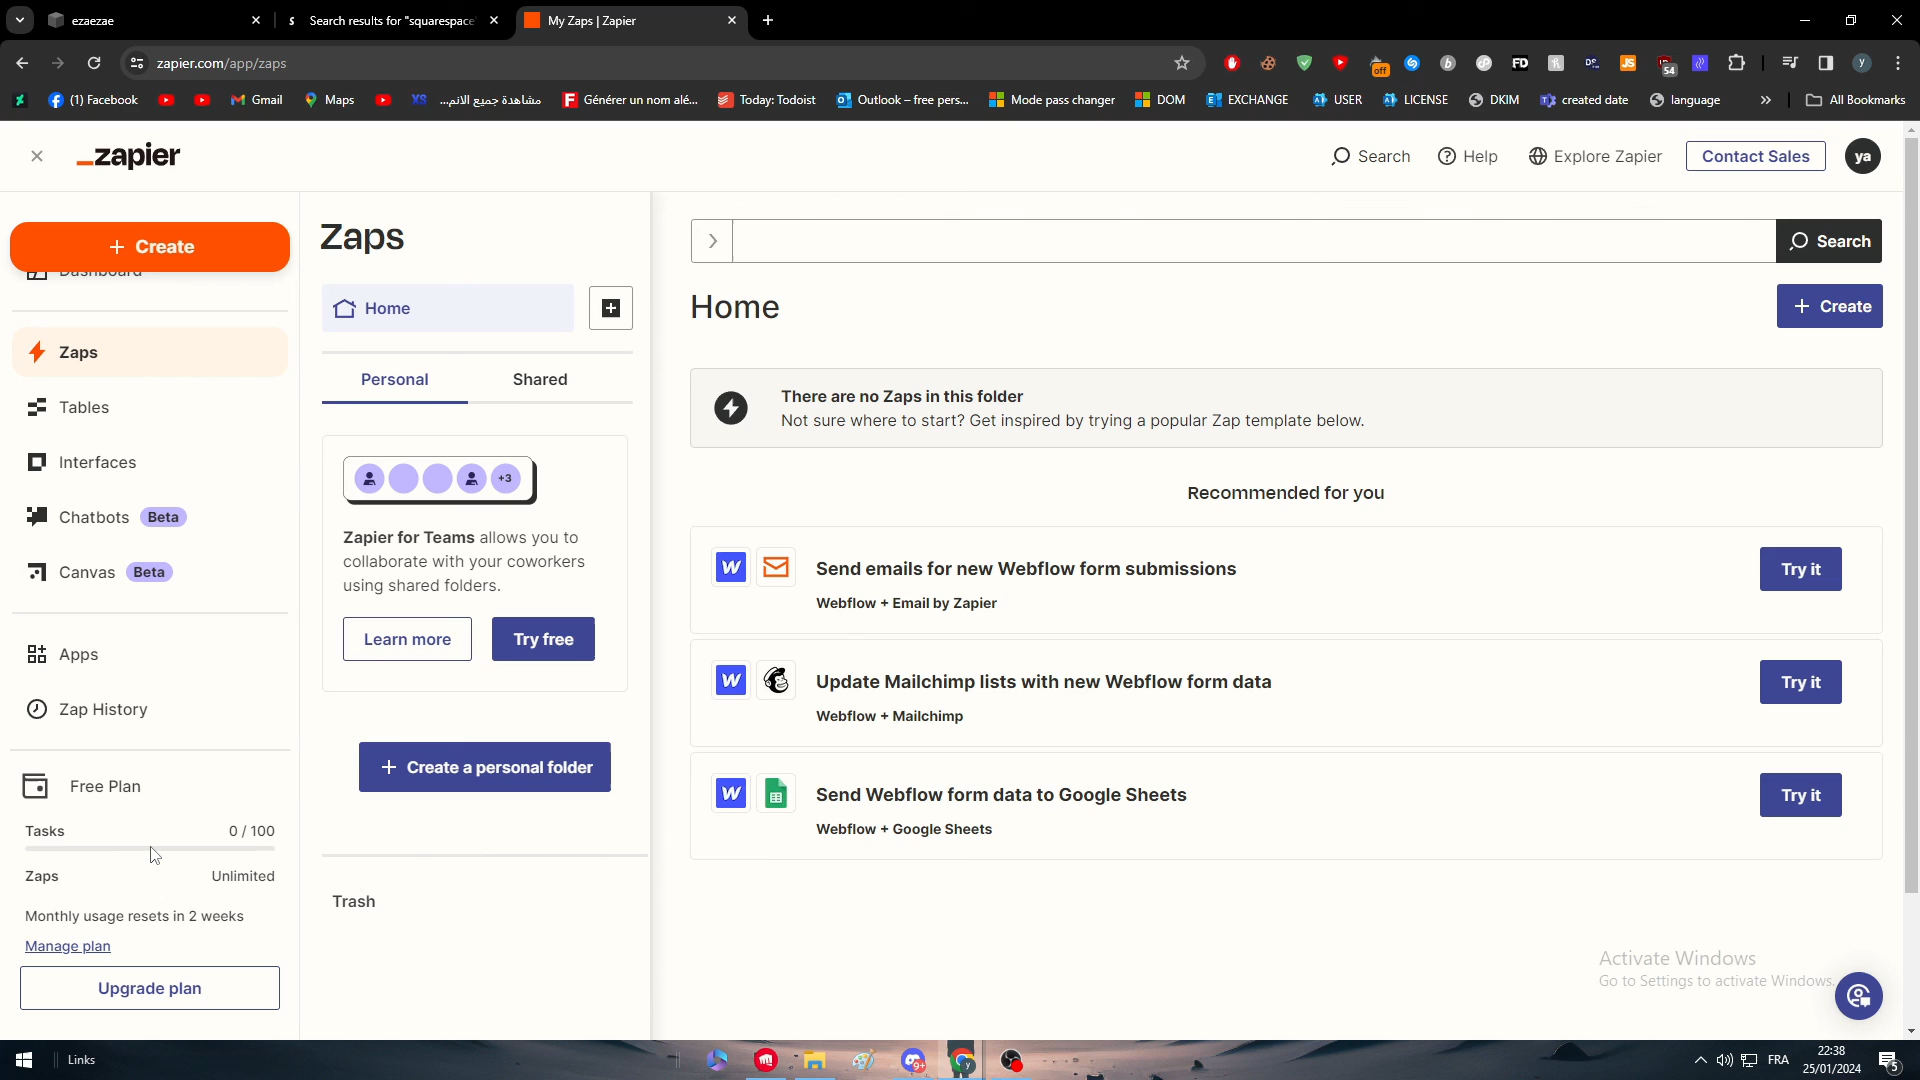 ezaezae
Search results for "squarespace"
My Zaps | Zapier
zapier.com/app/zaps
off
54
(1) Facebook
Gmail
Maps
مشاهدة جميع الانم...
Générer un nom alé...
Today: Todoist
Outlook – free pers...
Mode pass changer
DOM
EXCHANGE
USER
LICENSE
DKIM
created date
language
All Bookmarks
zapier
Search
Help
Explore Zapier
Contact Sales
ya
Create
Dashboard
Zaps
Tables
Interfaces
Chatbots Beta
Canvas Beta
Apps
Zap History
Free Plan
Tasks 0 / 100
Zaps Unlimited
Monthly usage resets in 2 weeks
Manage plan
Upgrade plan
Zaps
Home
Personal Shared
+3
Zapier for Teams allows you to
collaborate with your coworkers
using shared folders.
Learn more Try free
Create a personal folder
Trash
Search
Home
Create
There are no Zaps in this folder
Not sure where to start? Get inspired by trying a popular Zap template below.
Recommended for you
Send emails for new Webflow form submissions
Webflow + Email by Zapier
Try it
Update Mailchimp lists with new Webflow form data
Webflow + Mailchimp
Try it
Send Webflow form data to Google Sheets
Webflow + Google Sheets
Try it
Activate Windows
Go to Settings to activate Windows.
Links
9+
FRA
22:38
25/01/2024
5